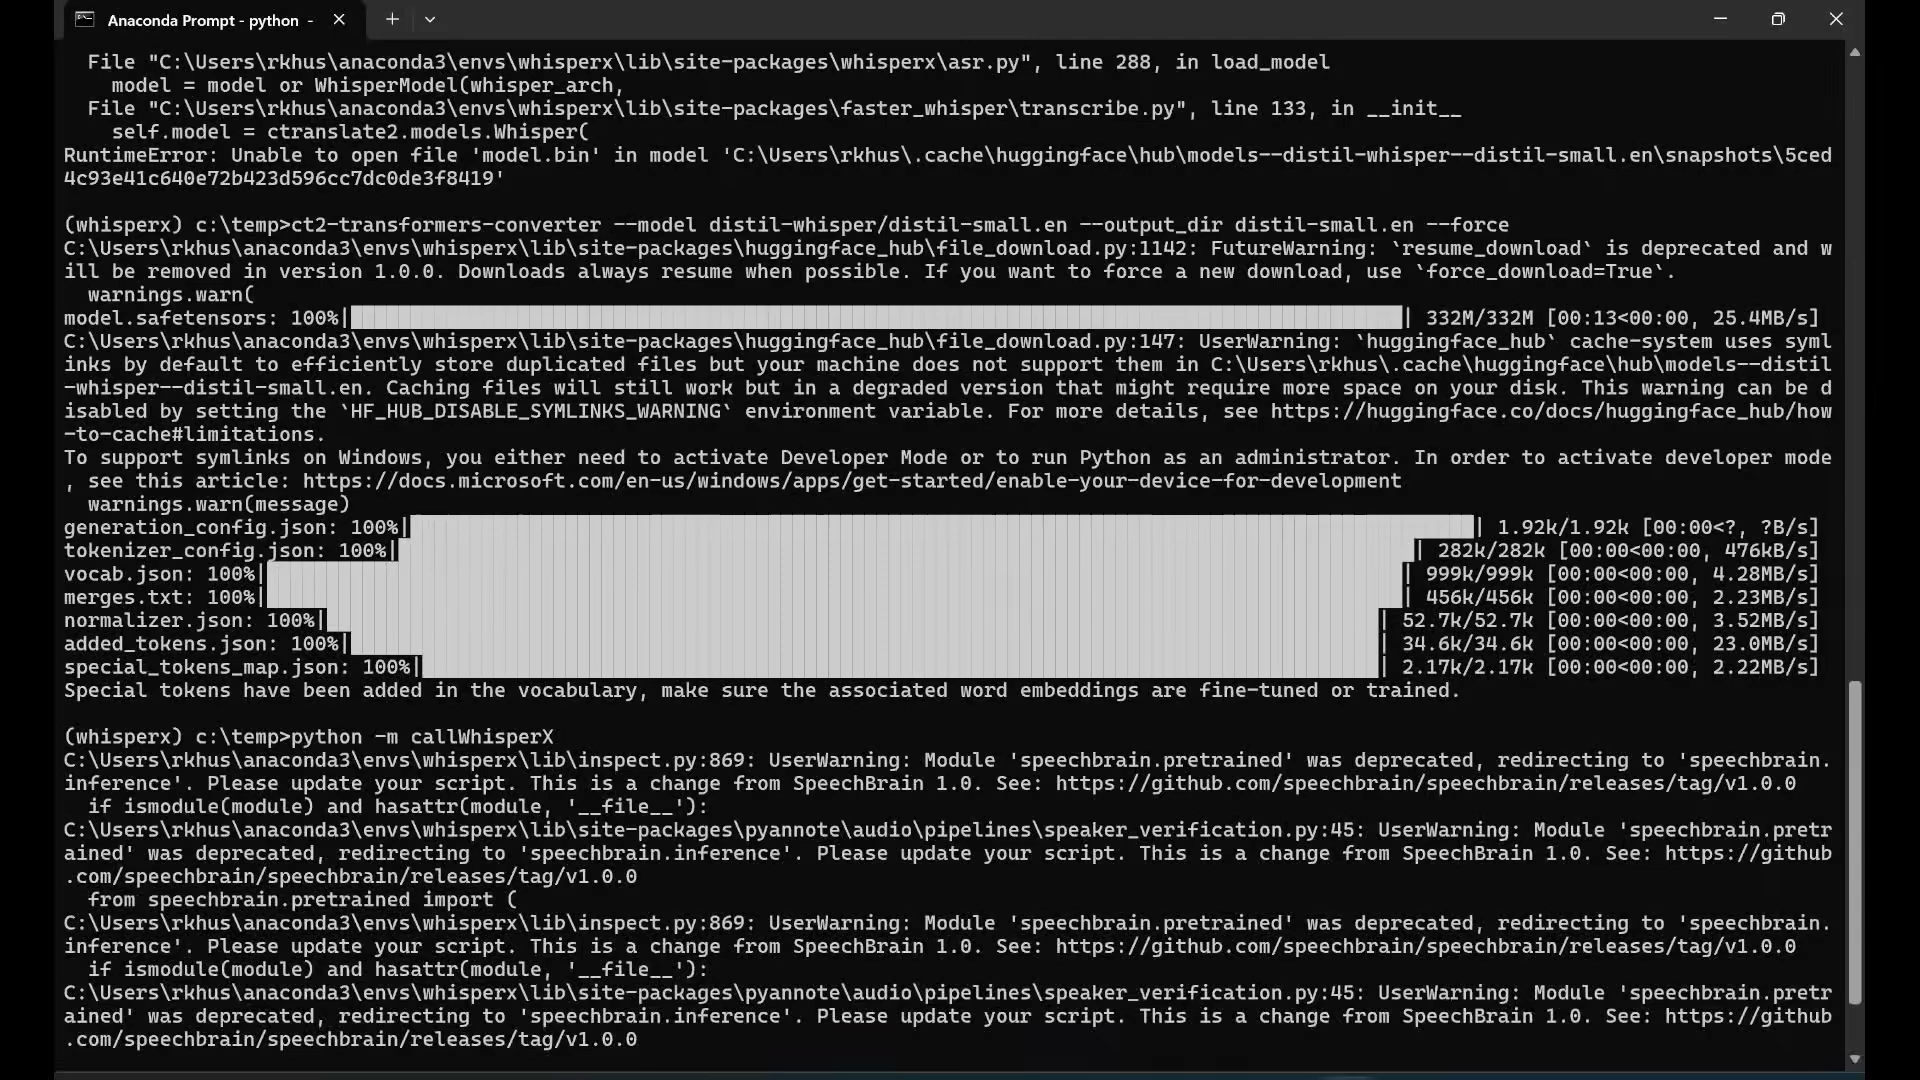 Anaconda Prompt - python -
File "C:\Users\rkhus\anaconda3\envs\whisperx\lib\site-packages\whisperx\asr.py", line 288, in load_model
model = model or WhisperModel(whisper_arch,
File "C:\Users\rkhus\anaconda3\envs\whisperx\lib\site-packages\faster_whisper\transcribe.py", line 133, in __init__
self.model = ctranslate2.models.Whisper(
RuntimeError: Unable to open file 'model.bin' in model 'C:\Users\rkhus\.cache\huggingface\hub\models--distil-whisper--distil-small.en\snapshots\5ced
4c93e41c640e72b423d596cc7dc0de3f8419'
(whisperx) c:\temp>ct2-transformers-converter --model distil-whisper/distil-small.en --output_dir distil-small.en --force
C:\Users\rkhus\anaconda3\envs\whisperx\lib\site-packages\huggingface_hub\file_download.py:1142: FutureWarning: `resume_download` is deprecated and w
ill be removed in version 1.0.0. Downloads always resume when possible. If you want to force a new download, use `force_download=True`.
warnings.warn(
model.safetensors: 100%| | 332M/332M [00:13<00:00, 25.4MB/s]
C:\Users\rkhus\anaconda3\envs\whisperx\lib\site-packages\huggingface_hub\file_download.py:147: UserWarning: `huggingface_hub` cache-system uses syml
inks by default to efficiently store duplicated files but your machine does not support them in C:\Users\rkhus\.cache\huggingface\hub\models--distil
-whisper--distil-small.en. Caching files will still work but in a degraded version that might require more space on your disk. This warning can be d
isabled by setting the `HF_HUB_DISABLE_SYMLINKS_WARNING` environment variable. For more details, see https://huggingface.co/docs/huggingface_hub/how
-to-cache#limitations.
To support symlinks on Windows, you either need to activate Developer Mode or to run Python as an administrator. In order to activate developer mode
, see this article: https://docs.microsoft.com/en-us/windows/apps/get-started/enable-your-device-for-development
warnings.warn(message)
generation_config.json: 100%| | 1.92k/1.92k [00:00<?, ?B/s]
tokenizer_config.json: 100%| | 282k/282k [00:00<00:00, 476kB/s]
vocab.json: 100%| | 999k/999k [00:00<00:00, 4.28MB/s]
merges.txt: 100%| | 456k/456k [00:00<00:00, 2.23MB/s]
normalizer.json: 100%| | 52.7k/52.7k [00:00<00:00, 3.52MB/s]
added_tokens.json: 100%| | 34.6k/34.6k [00:00<00:00, 23.0MB/s]
special_tokens_map.json: 100%| | 2.17k/2.17k [00:00<00:00, 2.22MB/s]
Special tokens have been added in the vocabulary, make sure the associated word embeddings are fine-tuned or trained.
(whisperx) c:\temp>python -m callWhisperX
C:\Users\rkhus\anaconda3\envs\whisperx\lib\inspect.py:869: UserWarning: Module 'speechbrain.pretrained' was deprecated, redirecting to 'speechbrain.
inference'. Please update your script. This is a change from SpeechBrain 1.0. See: https://github.com/speechbrain/speechbrain/releases/tag/v1.0.0
if ismodule(module) and hasattr(module, '__file__'):
C:\Users\rkhus\anaconda3\envs\whisperx\lib\site-packages\pyannote\audio\pipelines\speaker_verification.py:45: UserWarning: Module 'speechbrain.pretr
ained' was deprecated, redirecting to 'speechbrain.inference'. Please update your script. This is a change from SpeechBrain 1.0. See: https://github
.com/speechbrain/speechbrain/releases/tag/v1.0.0
from speechbrain.pretrained import (
C:\Users\rkhus\anaconda3\envs\whisperx\lib\inspect.py:869: UserWarning: Module 'speechbrain.pretrained' was deprecated, redirecting to 'speechbrain.
inference'. Please update your script. This is a change from SpeechBrain 1.0. See: https://github.com/speechbrain/speechbrain/releases/tag/v1.0.0
if ismodule(module) and hasattr(module, '__file__'):
C:\Users\rkhus\anaconda3\envs\whisperx\lib\site-packages\pyannote\audio\pipelines\speaker_verification.py:45: UserWarning: Module 'speechbrain.pretr
ained' was deprecated, redirecting to 'speechbrain.inference'. Please update your script. This is a change from SpeechBrain 1.0. See: https://github
.com/speechbrain/speechbrain/releases/tag/v1.0.0